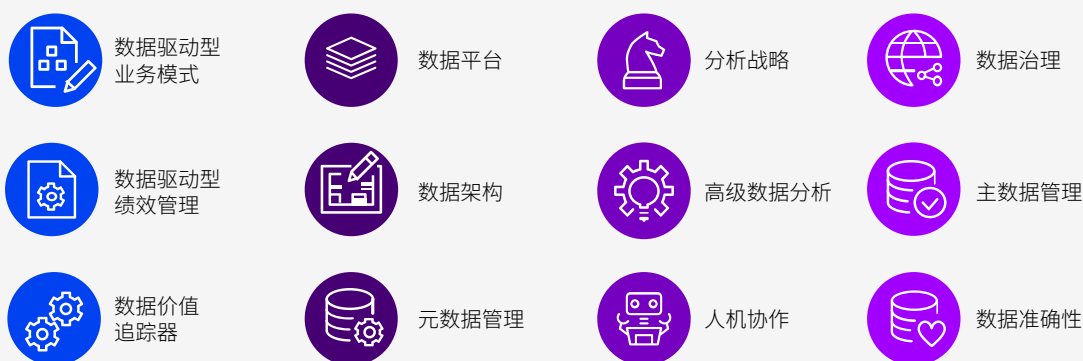 数据驱动型
业务模式
数据平台
分析战略
数据治理
数据驱动型
绩效管理
数据架构
高级数据分析
主数据管理
数据价值
追踪器
元数据管理
人机协作
数据准确性